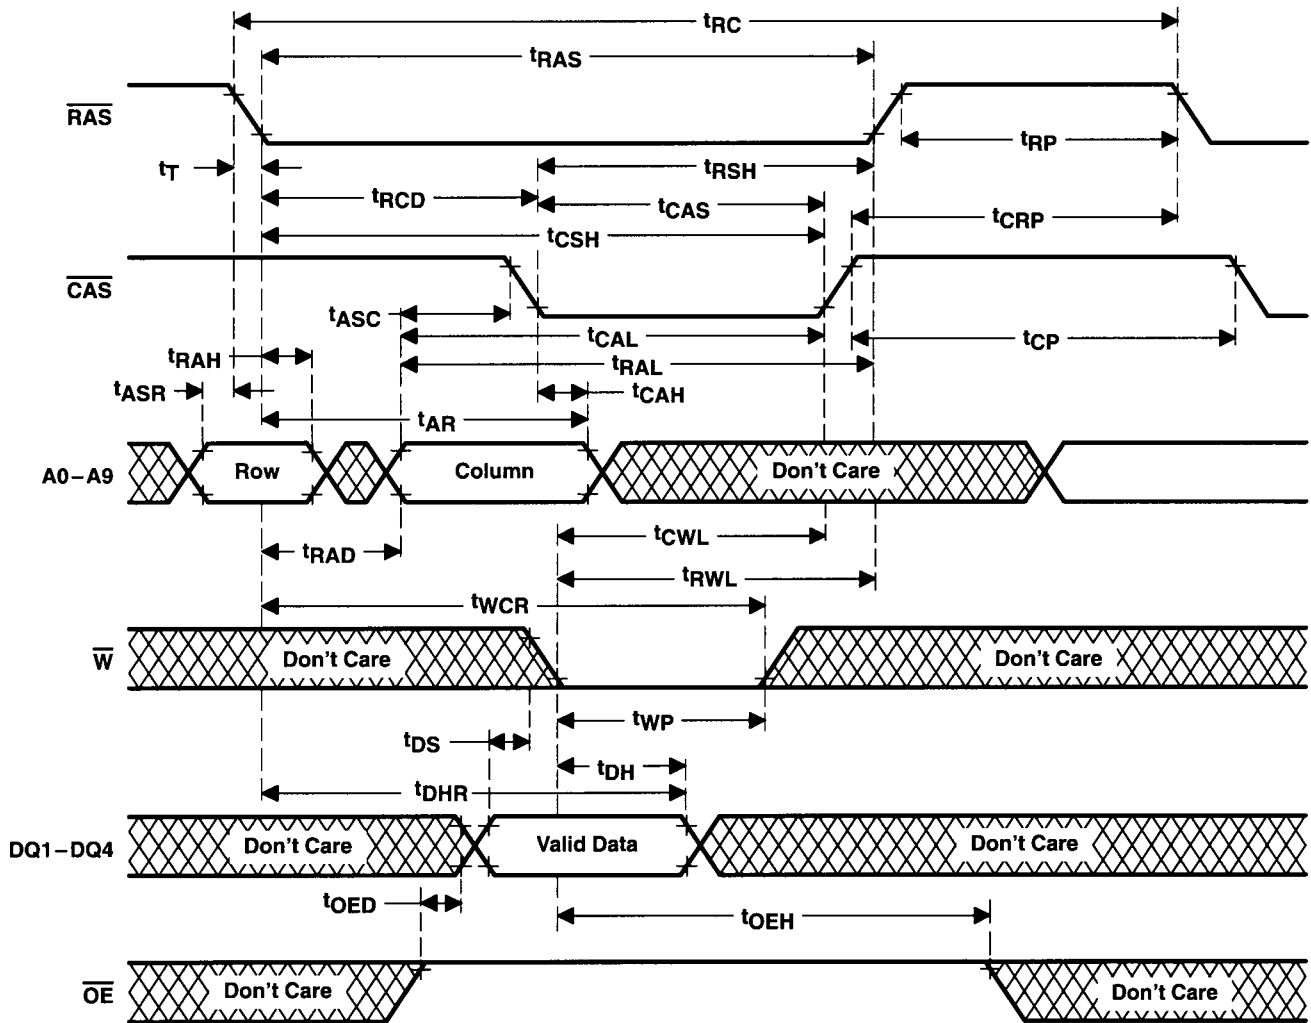 tRC
tRAS
RAS
tRP
tT
tRSH
tRCD
tCAS
tCRP
tCSH
CAS
tASC
tCAL
tCP
tRAH
tRAL
tASR
tCAH
tAR
A0–A9
Row
Column
Don't Care
tCWL
tRAD
tRWL
tWCR
W
Don't Care
Don't Care
tWP
tDS
tDH
tDHR
DQ1–DQ4
Don't Care
Valid Data
Don't Care
tOED
tOEH
OE
Don't Care
Don't Care